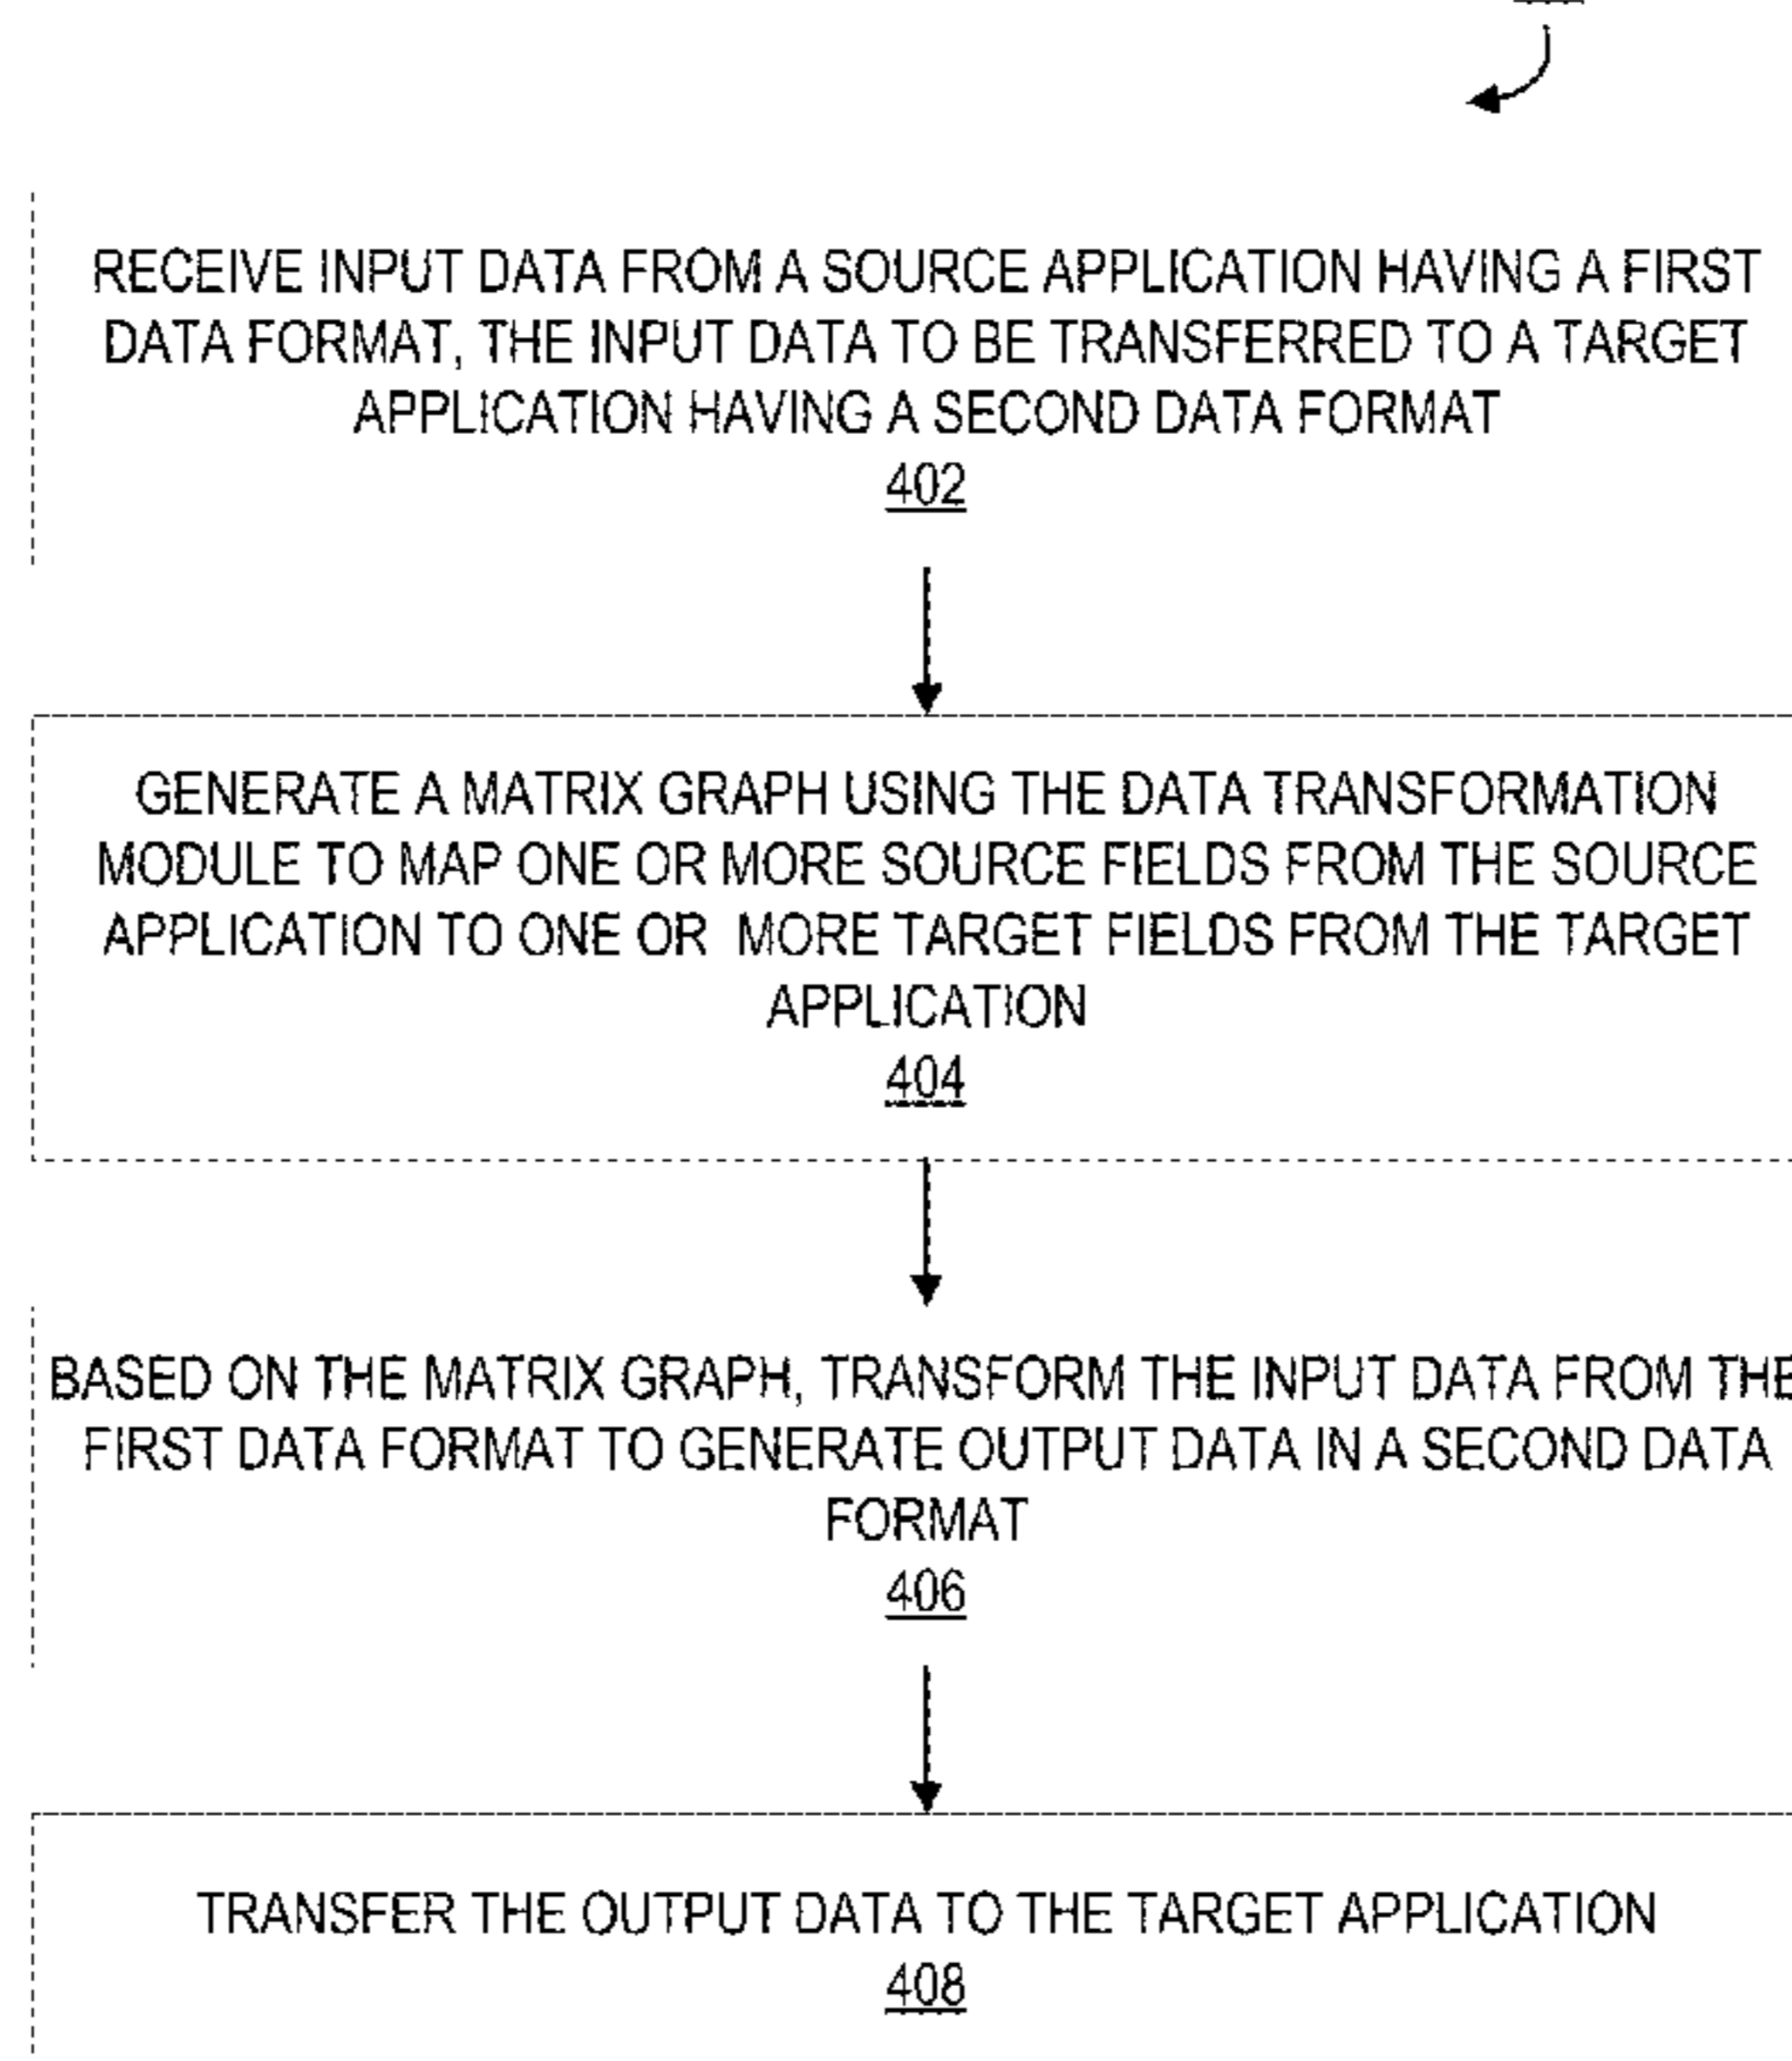 RECEIVE INPUT DATA FROM A SOURCE APPLICATION HAVING A FIRST
DATA FORMAT, THE INPUT DATA TO BE TRANSFERRED TO A TARGET
APPLICATION HAVING A SECOND DATA FORMAT
402
GENERATE A MATRIX GRAPH USING THE DATA TRANSFORMATION
MODULE TO MAP ONE OR MORE SOURCE FIELDS FROM THE SOURCE
APPLICATION TO ONE OR MORE TARGET FIELDS FROM THE TARGET
APPLICATION
404
BASED ON THE MATRIX GRAPH, TRANSFORM THE INPUT DATA FROM THE
FIRST DATA FORMAT TO GENERATE OUTPUT DATA IN A SECOND DATA
FORMAT
406
TRANSFER THE OUTPUT DATA TO THE TARGET APPLICATION
408